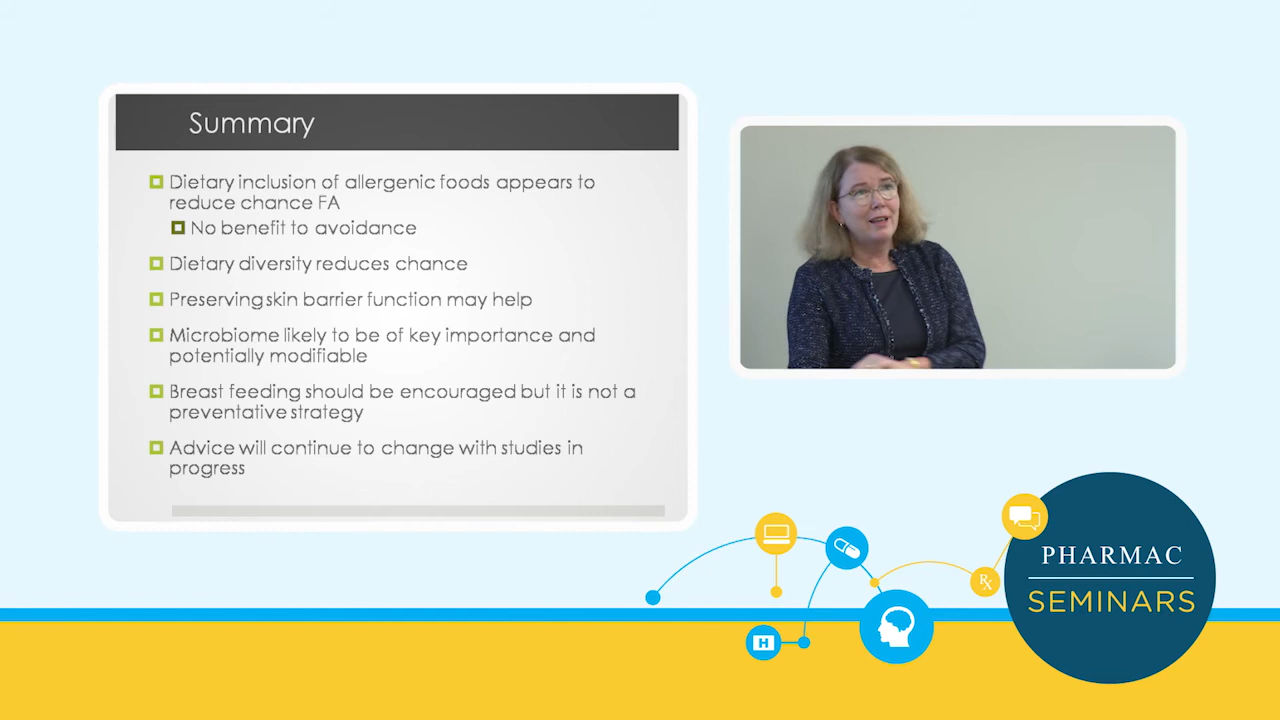 Summary
Dietary inclusion of allergenic foods appears to
reduce chance FA
No benefit to avoidance
Dietary diversity reduces chance
Preserving skin barrier function may help
Microbiome likely to be of key importance and
potentially modifiable
Breast feeding should be encouraged but it is not a
preventative strategy
Advice will continue to change with studies in
progress
H
Rx
PHARMAC
SEMINARS